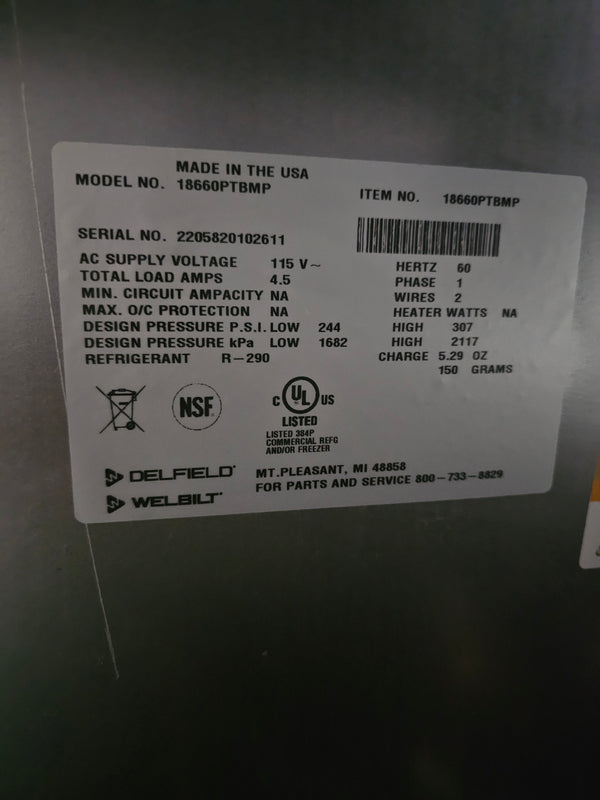 MADE IN THE USA
MODEL NO. 18660PTBMP
ITEM NO. 18660PTBMP
SERIAL NO. 2205820102611
AC SUPPLY VOLTAGE 115 V~
HERTZ 60
TOTAL LOAD AMPS 4.5
PHASE 1
MIN. CIRCUIT AMPACITY NA
WIRES 2
MAX. O/C PROTECTION NA
HEATER WATTS NA
DESIGN PRESSURE P.S.I. LOW 244 HIGH 307
DESIGN PRESSURE kPa LOW 1682 HIGH 2117
REFRIGERANT R-290
CHARGE 5.29 OZ
150 GRAMS
NSF
C UL US
LISTED
LISTED 384P
COMMERCIAL REFG
AND/OR FREEZER
DELFIELD
WELBILT
MT.PLEASANT, MI 48858
FOR PARTS AND SERVICE 800-733-8829